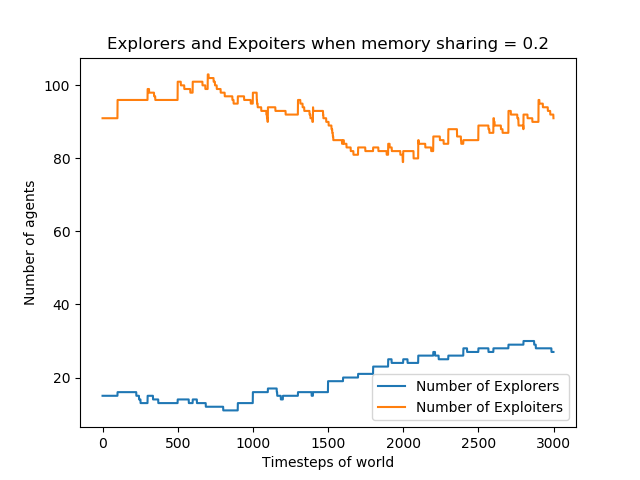 Explorers and Expoiters when memory sharing = 0.2
Number of agents
100
80
60
40
20
0
500
1000
1500
2000
2500
3000
Timesteps of world
Number of Explorers
Number of Exploiters